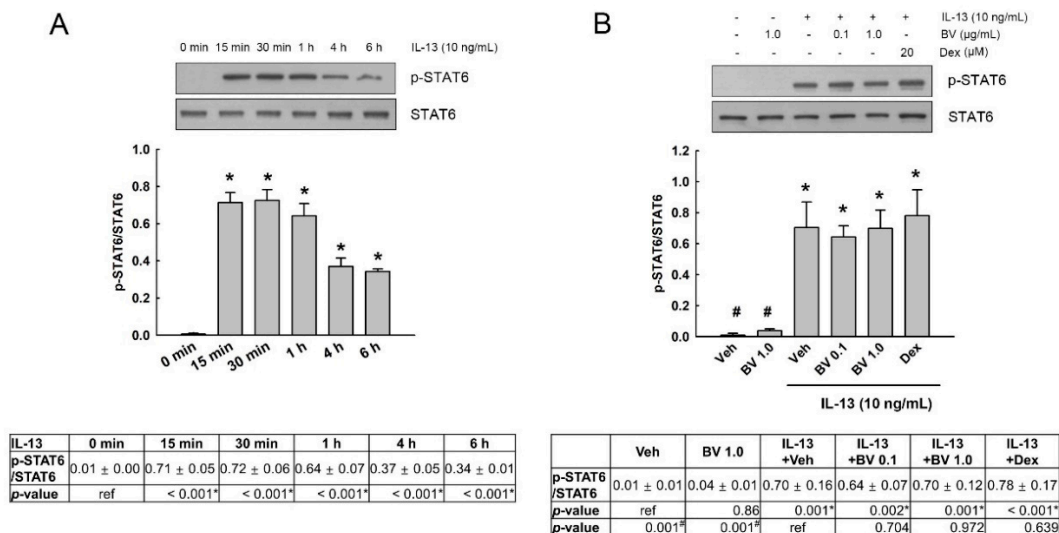 A
0 min 15 min 30 min 1 h 4 h 6 h IL-13 (10 ng/mL)
p-STAT6
STAT6
p-STAT6/STAT6
0.8
0.6
0.4
0.2
0.0
* * * * *
0 min 15 min 30 min 1 h 4 h 6 h
IL-13 0 min 15 min 30 min 1 h 4 h 6 h
p-STAT6
/STAT6 0.01 ± 0.00 0.71 ± 0.05 0.72 ± 0.06 0.64 ± 0.07 0.37 ± 0.05 0.34 ± 0.01
p-value ref < 0.001* < 0.001* < 0.001* < 0.001* < 0.001*
B
- - + + + + IL-13 (10 ng/mL)
- 1.0 - 0.1 1.0 - BV (µg/mL)
- - - - - 20 Dex (µM)
p-STAT6
STAT6
p-STAT6/STAT6
1.2
1.0
0.8
0.6
0.4
0.2
0.0
# # * * * *
Veh BV 1.0 Veh BV 0.1 BV 1.0 Dex
IL-13 (10 ng/mL)
Veh BV 1.0 IL-13 +Veh IL-13 +BV 0.1 IL-13 +BV 1.0 IL-13 +Dex
p-STAT6
/STAT6 0.01 ± 0.01 0.04 ± 0.01 0.70 ± 0.16 0.64 ± 0.07 0.70 ± 0.12 0.78 ± 0.17
p-value ref 0.86 0.001* 0.002* 0.001* < 0.001*
p-value 0.001# 0.001# ref 0.704 0.972 0.639